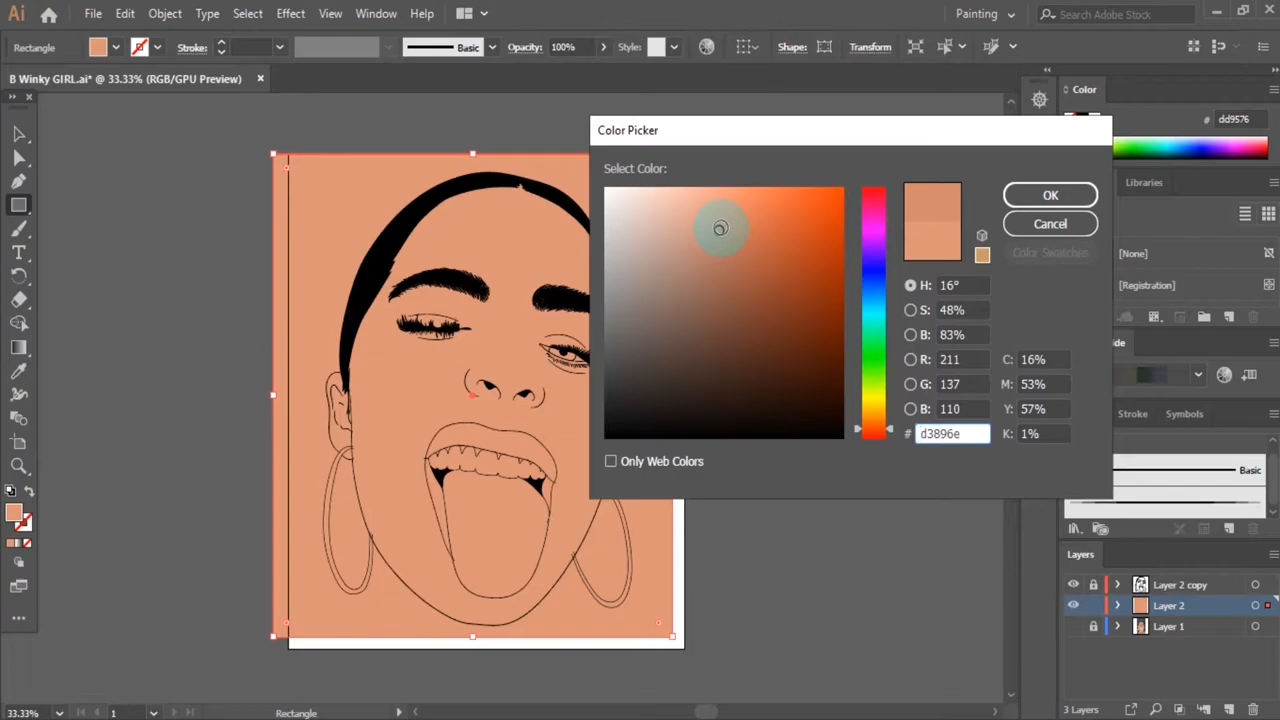 Ai File Edit Object Type Select Effect View Window Help Painting Search Adobe Stock
Rectangle Stroke: Basic Opacity: 100% Style: Shape: Transform
B Winky GIRL.ai* @ 33.33% (RGB/GPU Preview)
Color
# dd9576
Color Picker
Select Color:
OK
Cancel
Color Swatches
H: 16°
S: 48%
B: 83%
R: 211
G: 137
B: 110
# d3896e
C: 16%
M: 53%
Y: 57%
K: 1%
Only Web Colors
Libraries
[None]
[Registration]
ide
Stroke Symbols
Basic
Layers
Layer 2 copy
Layer 2
Layer 1
3 Layers
33.33% 1 Rectangle